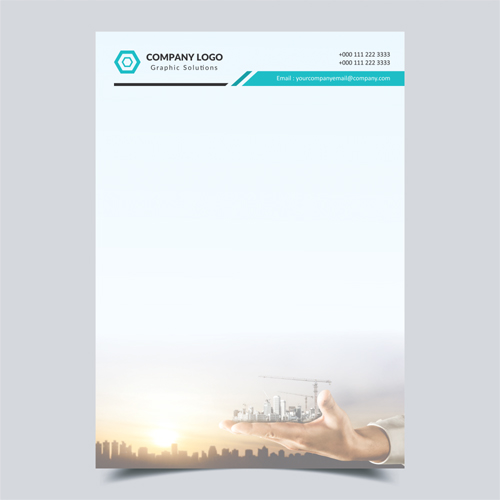 COMPANY LOGO
Graphic Solutions
+000 111 222 3333
+000 111 222 3333
Email : yourcompanyemail@company.com